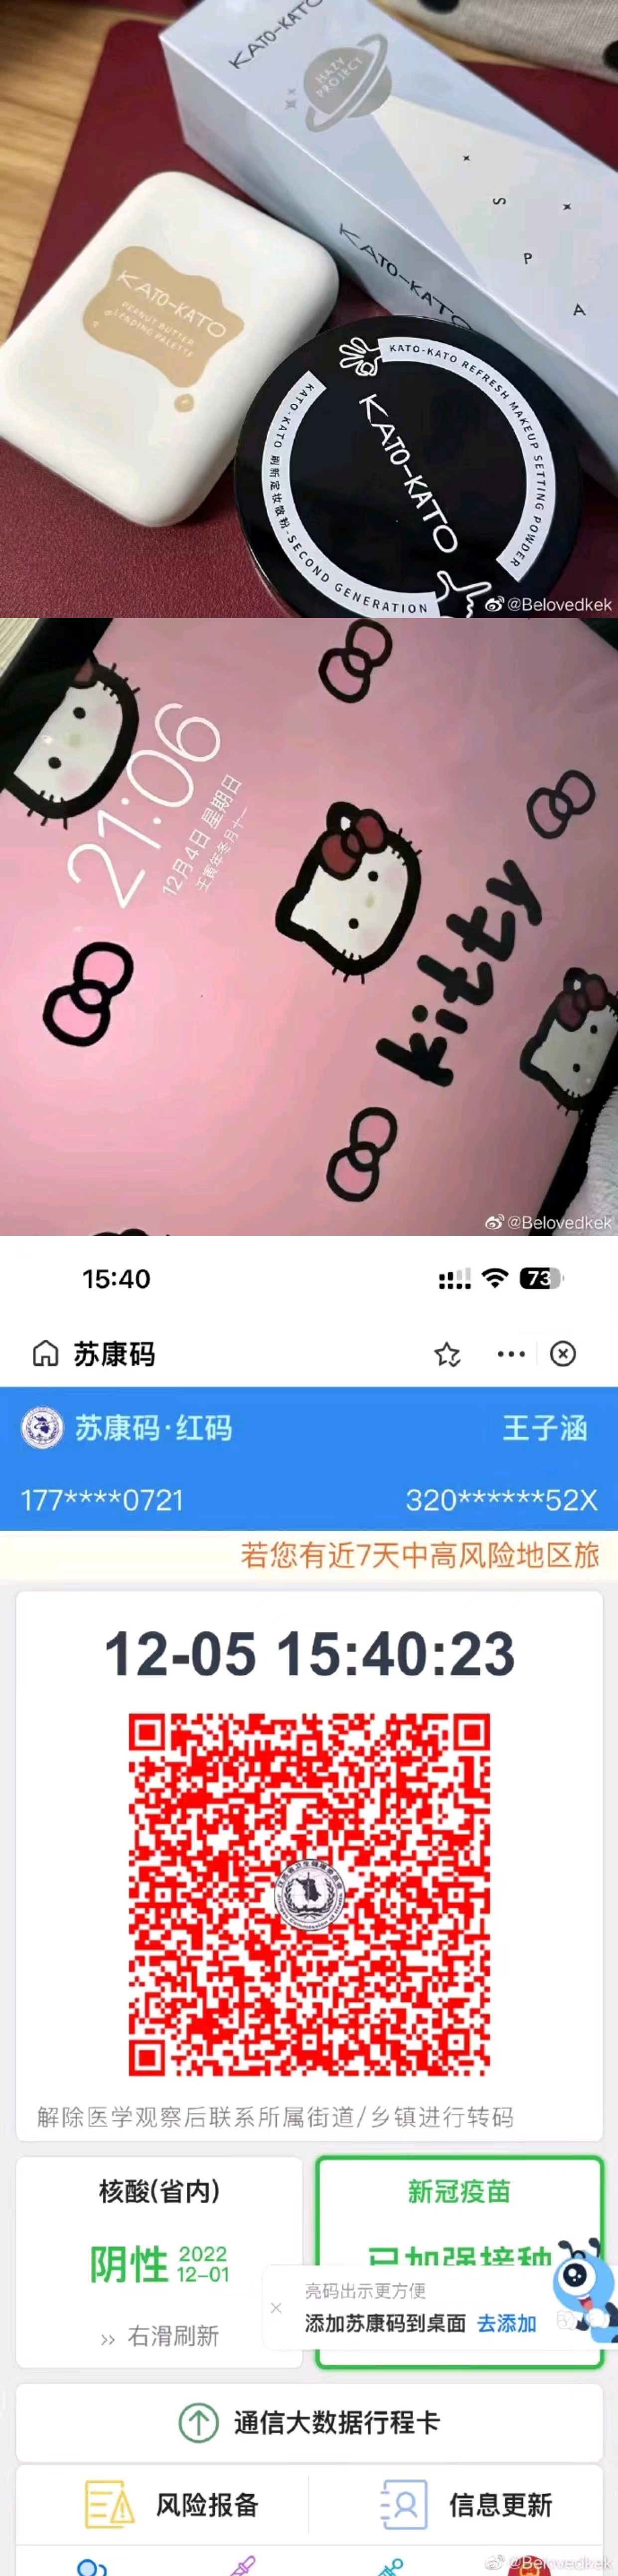 KATO-KATO
HAZY
PROJECT
S
P
A
KATO-KATO
KATO-KATO
PEANUT BUTTER
BLENDING PALETTE
KATO-KATO REFRESH MAKEUP SETTING POWDER
KATO-KATO
KATO-KATO 刷新定妆散粉-SECOND GENERATION
@Belovedkek
21:06
12月4日 星期日
壬寅年冬月十一
kitty
@Belovedkek
15:40
73
苏康码
苏康码·红码
王子涵
177****0721
320******52X
若您有近7天中高风险地区旅
12-05 15:40:23
解除医学观察后联系所属街道/乡镇进行转码
核酸(省内)
新冠疫苗
阴性
2022
12-01
已加强接种
亮码出示更方便
添加苏康码到桌面 去添加
>> 右滑刷新
通信大数据行程卡
风险报备
信息更新
@Belovedkek